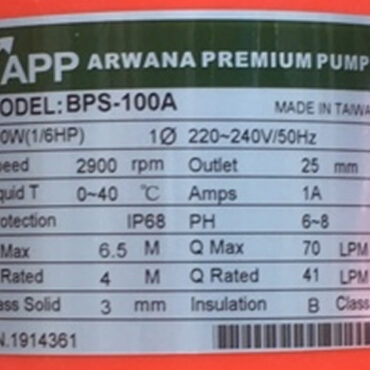 APP ARWANA PREMIUM PUMP
ODEL:BPS-100A MADE IN TAIWA
0W(1/6HP) 1Ø 220~240V/50Hz
eed 2900 rpm Outlet 25 mm
quid T 0~40 ℃ Amps 1A
otection IP68 PH 6~8
Max 6.5 M Q Max 70 LPM
Rated 4 M Q Rated 41 LPM
ass Solid 3 mm Insulation B Class
N.1914361